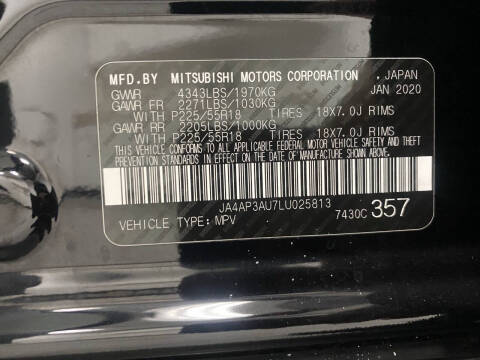 MFD.BY MITSUBISHI MOTORS CORPORATION , JAPAN
GVWR 4343LBS/1970KG JAN 2020
GAWR FR 2271LBS/1030KG
WITH P225/55R18 TIRES 18X7.0J RIMS
GAWR RR 2205LBS/1000KG
WITH P225/55R18 TIRES 18X7.0J RIMS
THIS VEHICLE CONFORMS TO ALL APPLICABLE FEDERAL MOTOR VEHICLE SAFETY, BUMPER, AND THEFT
PREVENTION STANDARDS IN EFFECT ON THE DATE OF MANUFACTURE SHOWN ABOVE.
JA4AP3AU7LU025813
VEHICLE TYPE: MPV 7430C 357